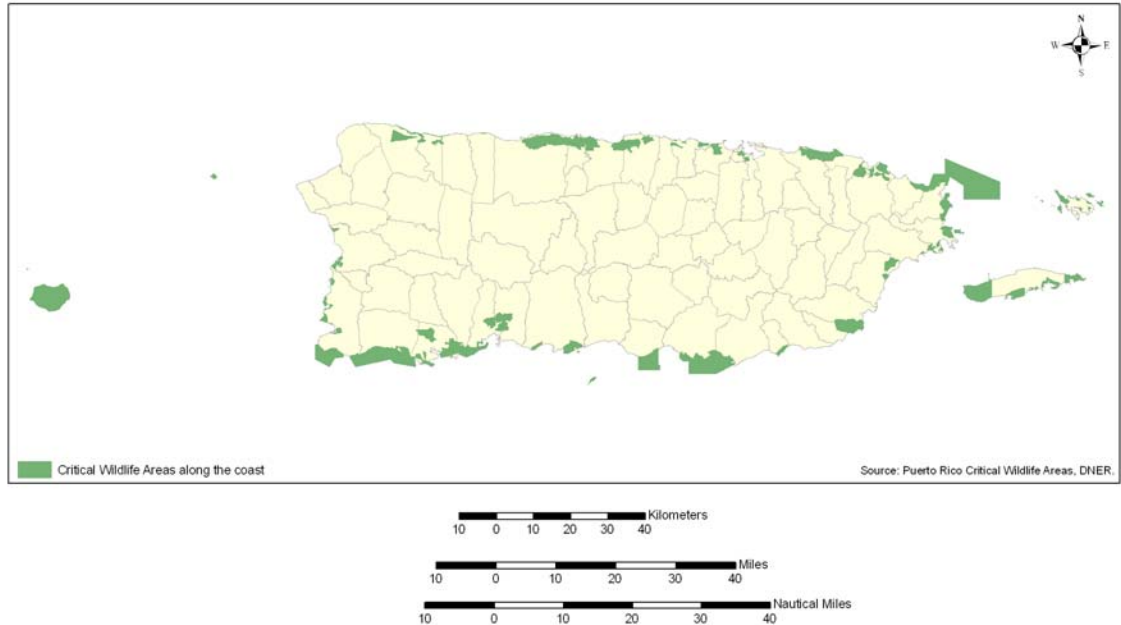 N
W E
S
Critical Wildlife Areas along the coast
Source: Puerto Rico Critical Wildlife Areas, DNER.
Kilometers
10 0 10 20 30 40
Miles
10 0 10 20 30 40
Nautical Miles
10 0 10 20 30 40